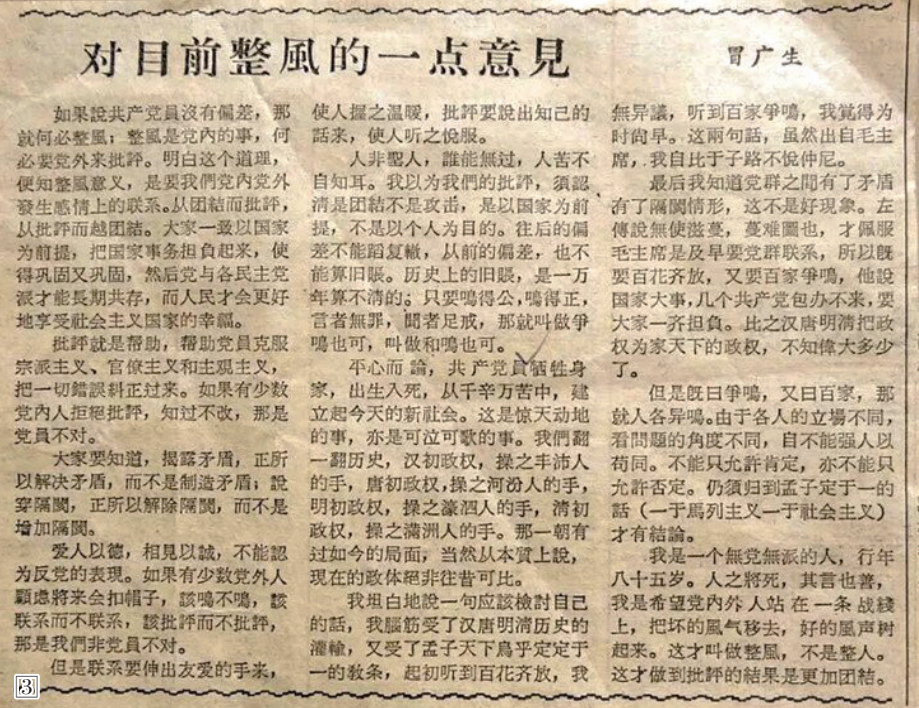 对目前整風的一点意見
冒广生
如果說共产党員沒有偏差，那
就何必整風；整風是党內的事，何
必要党外来批評。明白这个道理，
便知整風意义，是要我們党內党外
發生感情上的联系。从团結而批評，
从批評而越团結。大家一致以国家
为前提，把国家事务担負起来，使
得巩固又巩固，然后党与各民主党
派才能長期共存，而人民才会更好
地享受社会主义国家的幸福。
批評就是帮助，帮助党員克服
宗派主义、官僚主义和主覌主义，
把一切錯誤糾正过来。如果有少数
党內人拒絕批評，知过不改，那是
党員不对。
大家要知道，揭露矛盾，正所
以解决矛盾，而不是制造矛盾；說
穿隔閡，正所以解除隔閡，而不是
增加隔閡。
爱人以德，相見以誠，不能認
为反党的表現。如果有少数党外人
顧慮將来会扣帽子，該鳴不鳴，該
联系而不联系，該批評而不批評，
那是我們非党員不对。
但是联系要伸出友爱的手来，
使人握之温暖，批評要說出知己的
話来，使人听之悅服。
人非聖人，誰能無过，人苦不
自知耳。我以为我們的批評，須認
清是团結不是攻击，是以国家为前
提，不是以个人为目的。往后的偏
差不能蹈复轍，从前的偏差，也不
能算旧賬。历史上的旧賬，是一万
年算不清的。只要鳴得公，鳴得正，
言者無罪，聞者足戒，那就叫做爭
鳴也可，叫做和鳴也可。
平心而論，共产党員牺牲身
家，出生入死，从千辛万苦中，建
立起今天的新社会。这是惊天动地
的事，亦是可泣可歌的事。我們翻
一翻历史，汉初政权，操之丰沛人
的手，唐初政权，操之河汾人的手，
明初政权，操之濠泗人的手，清初
政权，操之滿洲人的手。那一朝有
过如今的局面，当然从本質上說，
現在的政体絕非往昔可比。
我坦白地說一句应該檢討自己
的話，我腦筋受了汉唐明清历史的
灌輸，又受了孟子天下烏乎定定于
一的敎条，起初听到百花齐放，我
無异議，听到百家爭鳴，我覚得为
时尚早。这兩句話，虽然出自毛主
席，我自比于子路不悅仲尼。
最后我知道党群之間有了矛盾
有了隔閡情形，这不是好現象。左
傳說無使滋蔓，蔓难圖也，才佩服
毛主席是及早要党群联系，所以旣
要百花齐放，又要百家爭鳴，他說
国家大事，几个共产党包办不来，要
大家一齐担負。比之汉唐明清把政
权为家天下的政权，不知偉大多少
了。
但是旣曰爭鳴，又曰百家，那
就人各异鳴。由于各人的立場不同，
看問題的角度不同，自不能强人以
苟同。不能只允許肯定，亦不能只
允許否定。仍須归到孟子定于一的
話（一于馬列主义一于社会主义）
才有結論。
我是一个無党無派的人，行年
八十五岁。人之將死，其言也善，
我是希望党內外人站在一条战綫
上，把坏的風气移去，好的風声树
起来。这才叫做整風，不是整人。
这才做到批評的結果是更加团結。
3